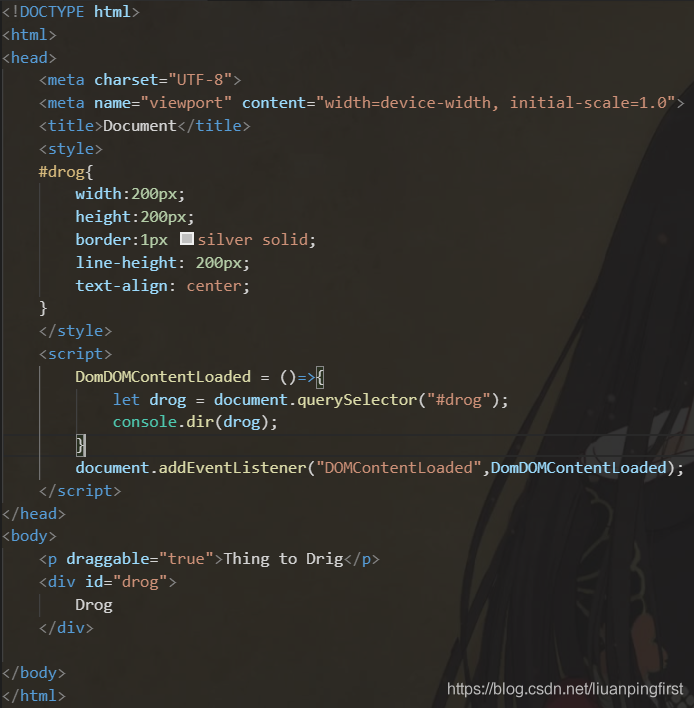 <!DOCTYPE html>
<html>
<head>
    <meta charset="UTF-8">
    <meta name="viewport" content="width=device-width, initial-scale=1.0">
    <title>Document</title>
    <style>
    #drog{
        width:200px;
        height:200px;
        border:1px silver solid;
        line-height: 200px;
        text-align: center;
    }
    </style>
    <script>
        DomDOMContentLoaded = ()=>{
            let drog = document.querySelector("#drog");
            console.dir(drog);
        }
        document.addEventListener("DOMContentLoaded",DomDOMContentLoaded);
    </script>
</head>
<body>
    <p draggable="true">Thing to Drig</p>
    <div id="drog">
        Drog
    </div>

</body>
</html>
https://blog.csdn.net/liuanpingfirst